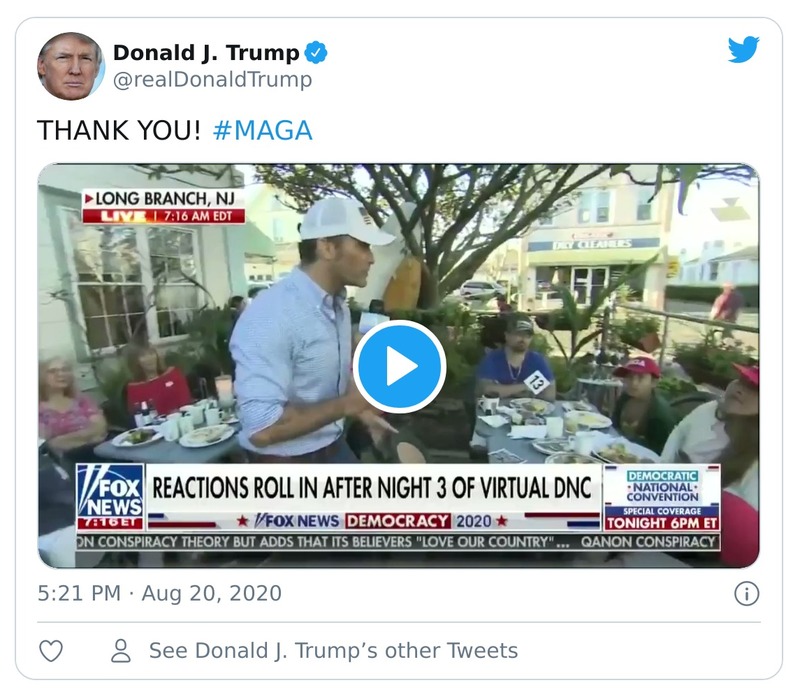 Donald J. Trump
@realDonaldTrump
THANK YOU! #MAGA
LONG BRANCH, NJ
LIVE | 7:16 AM EDT
DRY CLEANERS
13
FOX
NEWS
7:16 ET
REACTIONS ROLL IN AFTER NIGHT 3 OF VIRTUAL DNC
FOX NEWS DEMOCRACY 2020
DEMOCRATIC
NATIONAL
CONVENTION
SPECIAL COVERAGE
TONIGHT 6PM ET
ON CONSPIRACY THEORY BUT ADDS THAT ITS BELIEVERS "LOVE OUR COUNTRY"... QANON CONSPIRACY
5:21 PM · Aug 20, 2020
See Donald J. Trump’s other Tweets